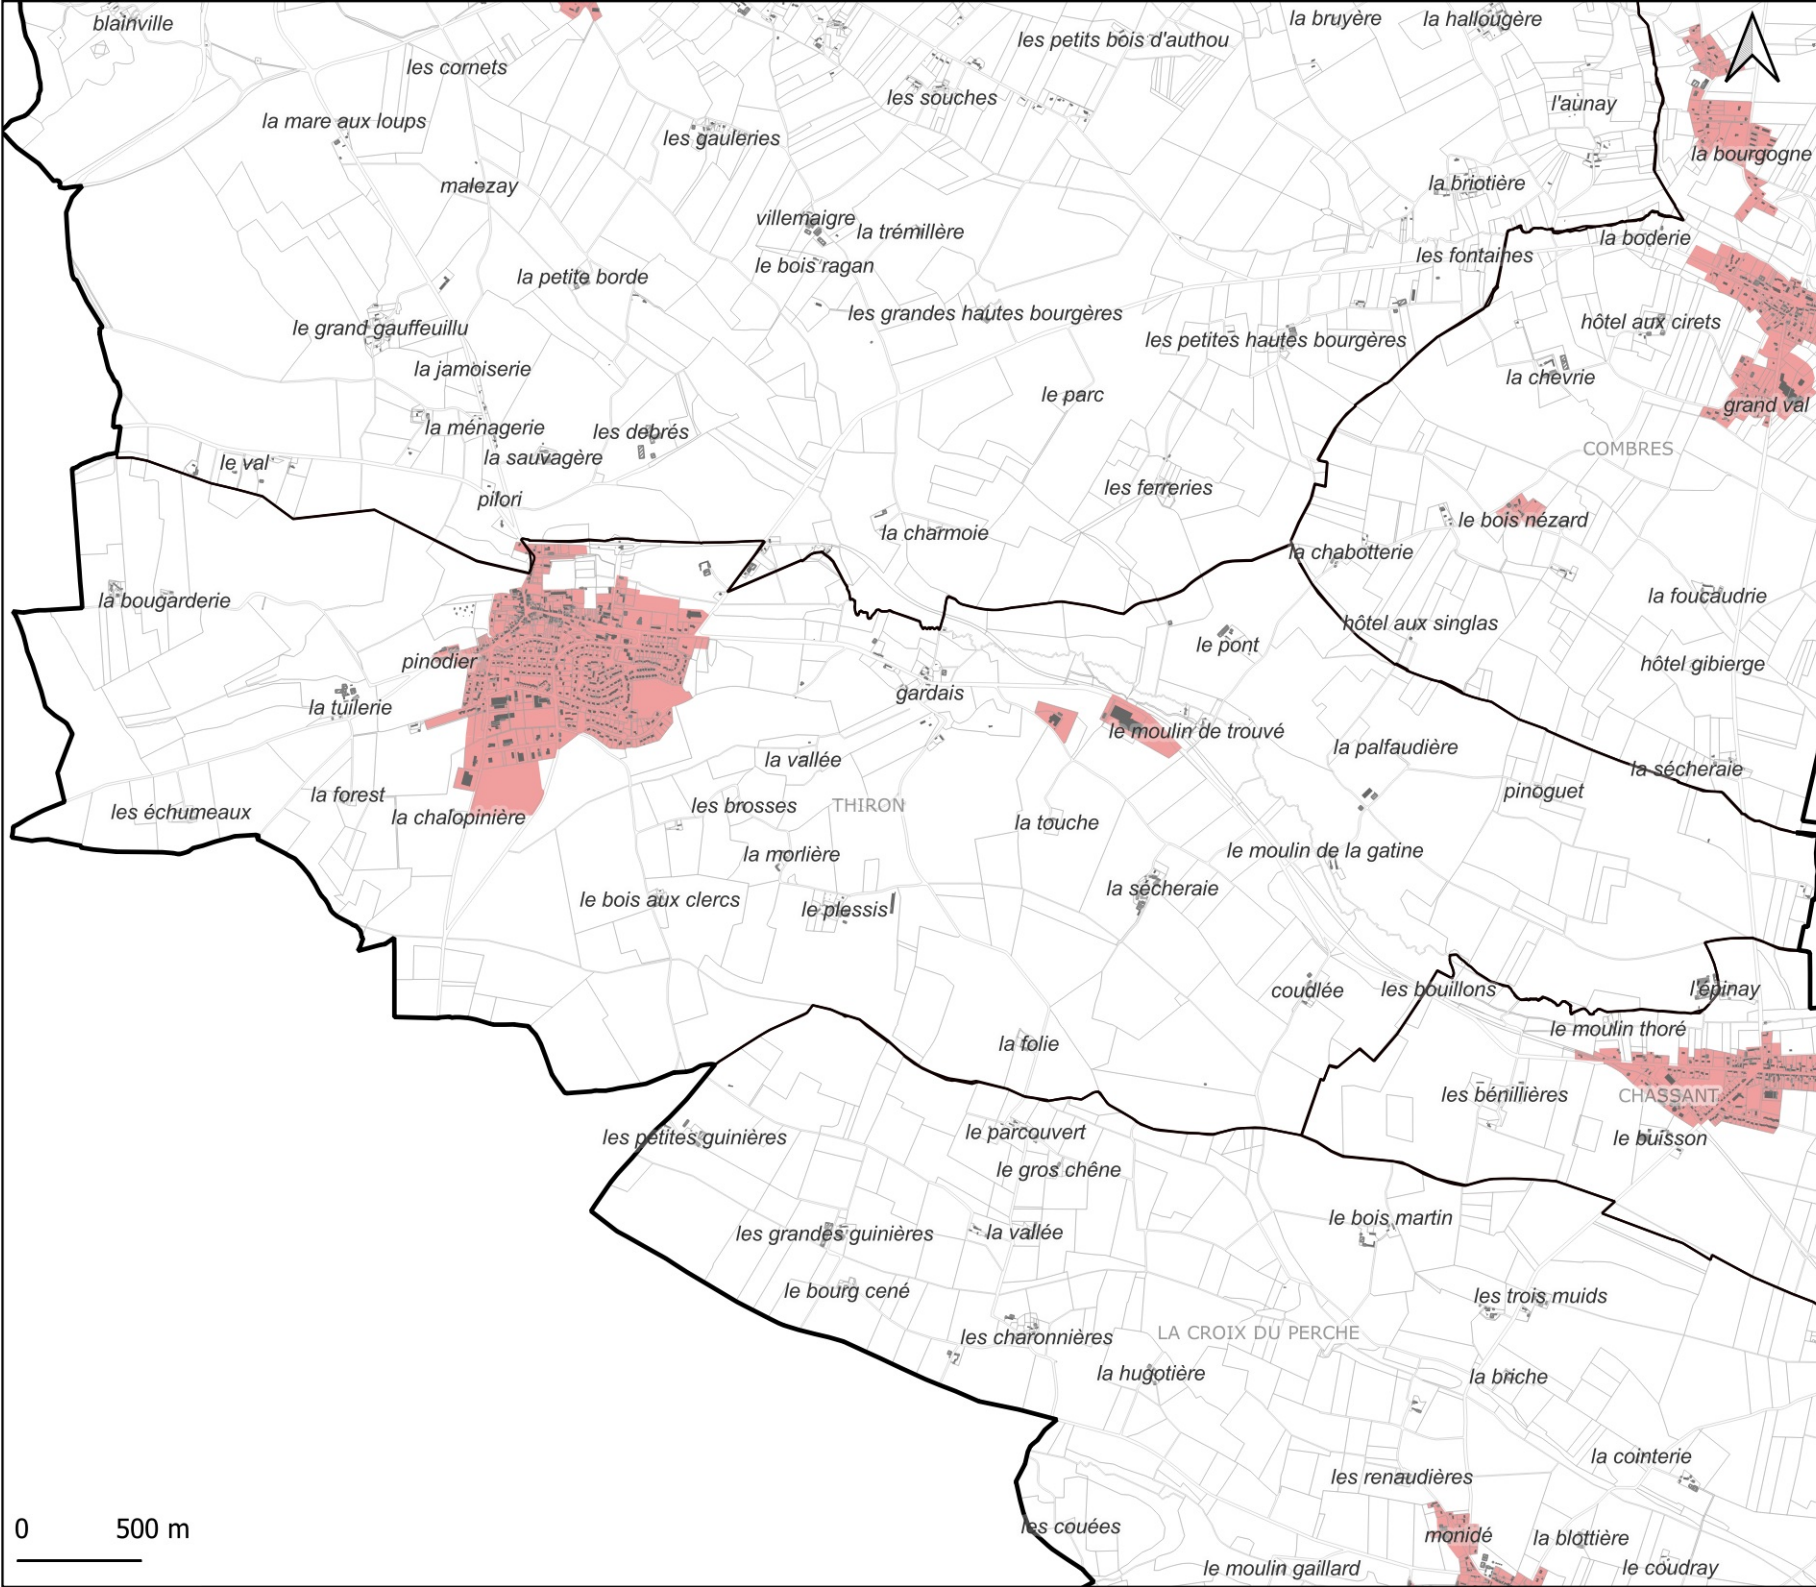 blainville
la bruyère
la hallougère
les petits bois d'authou
les cornets
les souches
l'aunay
la mare aux loups
les gauleries
la bourgogne
malezay
la briotière
villemaigre
la trémillère
la boderie
les fontaines
le bois ragan
la petite borde
les grandes hautes bourgères
hôtel aux cirets
le grand gauffeuillu
les petites hautes bourgères
la jamoiserie
la chevrie
le parc
grand val
la ménagerie
les debrés
COMBRES
le val
la sauvagère
les ferreries
pilori
le bois nézard
la charmoie
la chabotterie
la bougarderie
la foucaudrie
hôtel aux singlas
le pont
pinodier
hôtel gibierge
gardais
la tuilerie
le moulin de trouvé
la palfaudière
la vallée
la sécheraie
pinoguet
la forest
les brosses
THIRON
les échumeaux
la chalopinière
la touche
la morlière
le moulin de la gatine
la sécheraie
le bois aux clercs
le plessis
coudlée
les bouillons
l'épinay
le moulin thoré
la folie
les bénillières
CHASSANT
les petites guinières
le parcouvert
le buisson
le gros chêne
le bois martin
les grandes guinières
la vallée
le bourg cené
les trois muids
les charonnières
LA CROIX DU PERCHE
la hugotière
la briche
la cointerie
les renaudières
0 500 m
les couées
monidé
la blottière
le moulin gaillard
le coudray